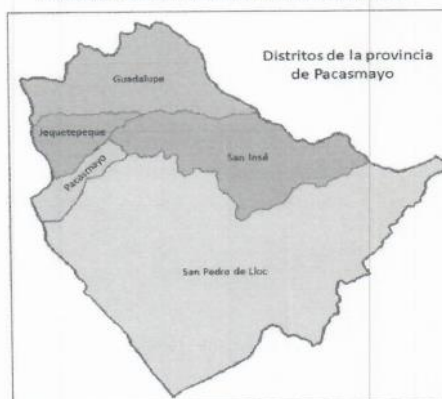 Distritos de la provincia
de Pacasmayo
Guadalupe
Jequetepeque
San José
Pacasmayo
San Pedro de Lloc